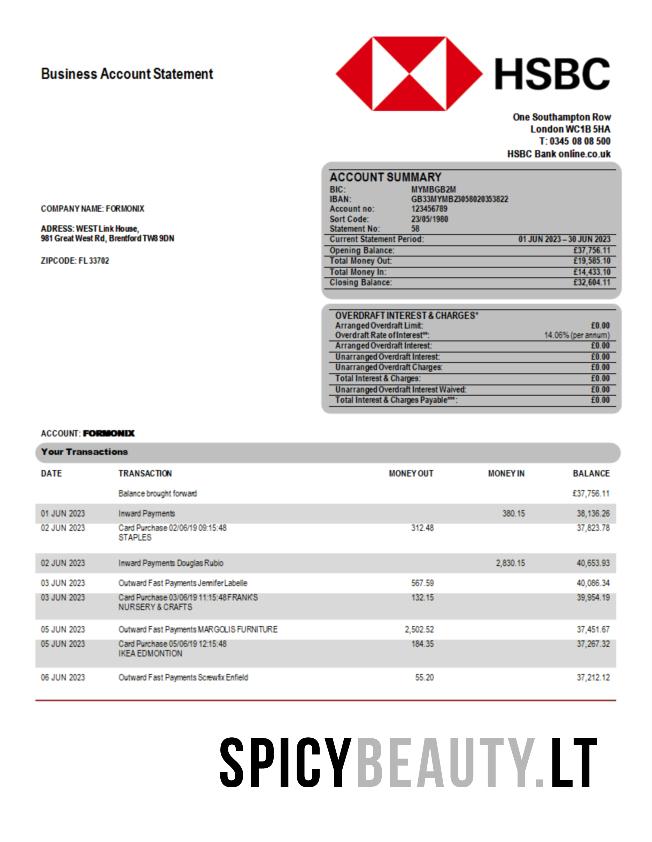 Business Account Statement
HSBC
One Southampton Row
London WC1B 5HA
T: 0345 08 08 500
HSBC Bank online.co.uk
ACCOUNT SUMMARY
BIC: MYMBGB2M
IBAN: GB33MYMB23058020353822
Account no: 123456789
Sort Code: 23/05/1980
Statement No: 58
Current Statement Period: 01 JUN 2023 – 30 JUN 2023
Opening Balance: £37,756.11
Total Money Out: £19,585.10
Total Money In: £14,433.10
Closing Balance: £32,604.11
COMPANY NAME: FORMONIX
ADRESS: WEST Link House,
981 Great West Rd, Brentford TW8 9DN
ZIPCODE: FL 33702
OVERDRAFT INTEREST & CHARGES*
Arranged Overdraft Limit: £0.00
Overdraft Rate of Interest**: 14.06% (per annum)
Arranged Overdraft Interest: £0.00
Unarranged Overdraft Interest: £0.00
Unarranged Overdraft Charges: £0.00
Total Interest & Charges: £0.00
Unarranged Overdraft Interest Waived: £0.00
Total Interest & Charges Payable***: £0.00
ACCOUNT: FORMONIX
Your Transactions
DATE TRANSACTION MONEY OUT MONEY IN BALANCE
Balance brought forward £37,756.11
01 JUN 2023 Inward Payments 380.15 38,136.26
02 JUN 2023 Card Purchase 02/06/19 09:15:48 312.48 37,823.78
STAPLES
02 JUN 2023 Inward Payments Douglas Rubio 2,830.15 40,653.93
03 JUN 2023 Outward Fast Payments Jennifer Labelle 567.59 40,086.34
03 JUN 2023 Card Purchase 03/06/19 11:15:48 FRANKS 132.15 39,954.19
NURSERY & CRAFTS
05 JUN 2023 Outward Fast Payments MARGOLIS FURNITURE 2,502.52 37,451.67
05 JUN 2023 Card Purchase 05/06/19 12:15:48 184.35 37,267.32
IKEA EDMONTION
06 JUN 2023 Outward Fast Payments Screwfix Enfield 55.20 37,212.12
SPICYBEAUTY.LT